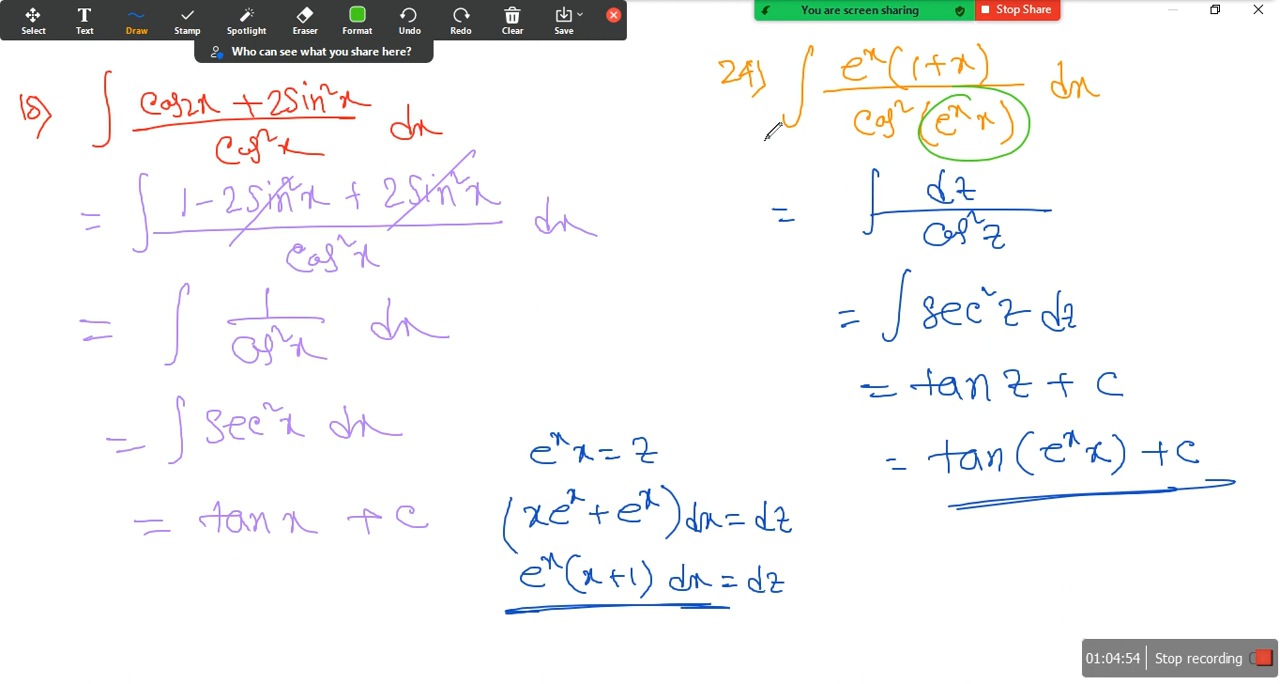 Select Text Draw Stamp Spotlight Eraser Format Undo Redo Clear Save
Who can see what you share here?
You are screen sharing Stop Share
18) ∫ (cos2x + 2sin²x)/(cos²x) dx
= ∫ (1 - 2sin²x + 2sin²x)/(cos²x) dx
= ∫ 1/(cos²x) dx
= ∫ sec²x dx
= tan x + c
24) ∫ eˣ(1+x)/(cos²(eˣx)) dx
= ∫ dz/(cos²z)
= ∫ sec²z dz
= tan z + c
= tan(eˣx) + c
eˣx = z
(xeˣ + eˣ) dx = dz
eˣ(x+1) dx = dz
01:04:54 Stop recording